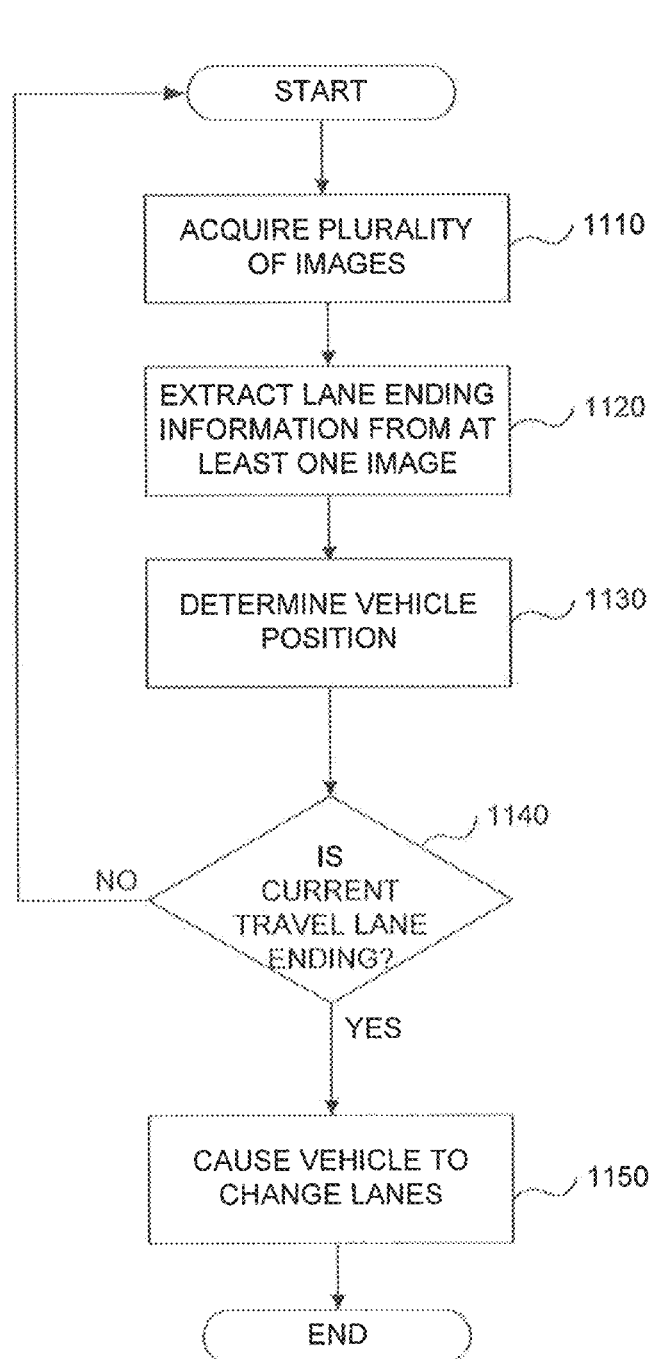 START
ACQUIRE PLURALITY
OF IMAGES
1110
EXTRACT LANE ENDING
INFORMATION FROM AT
LEAST ONE IMAGE
1120
DETERMINE VEHICLE
POSITION
1130
1140
IS
CURRENT
TRAVEL LANE
ENDING?
NO
YES
CAUSE VEHICLE TO
CHANGE LANES
1150
END